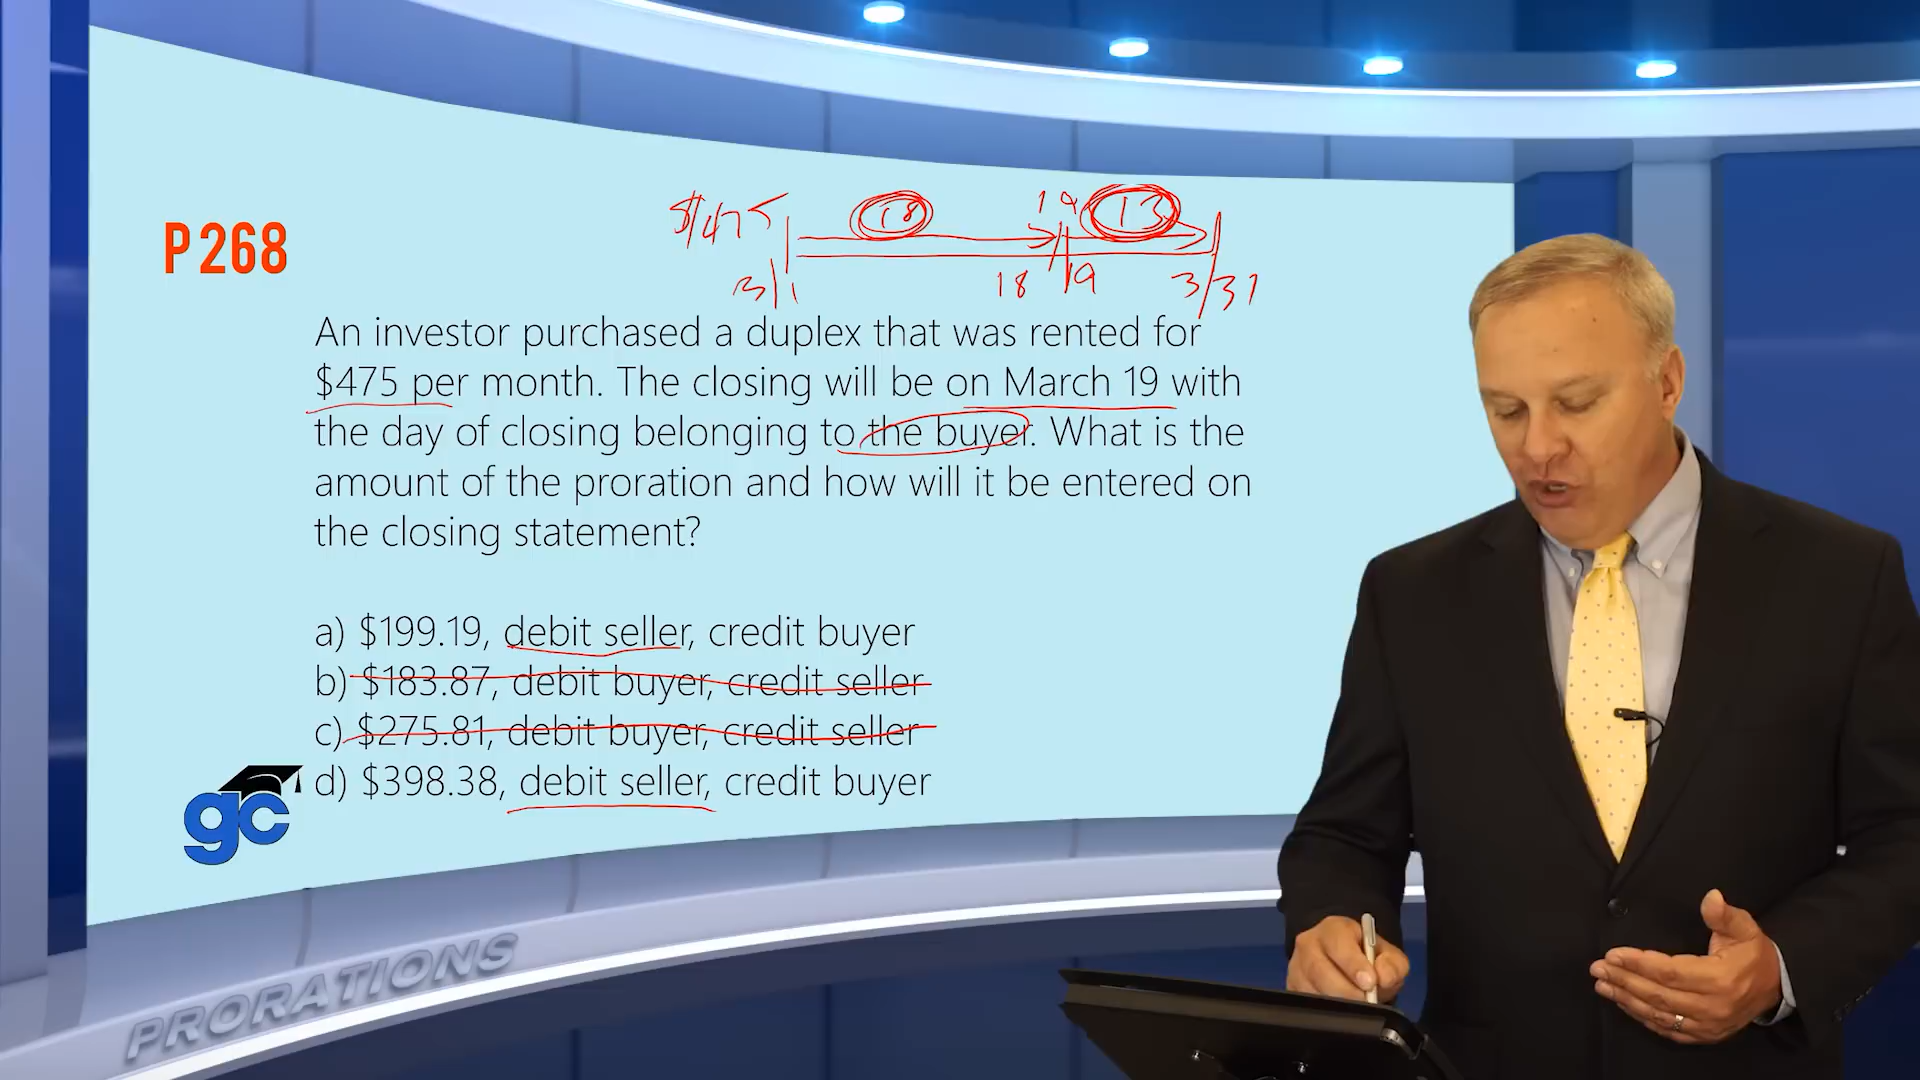 $475 18 19 13
3/1 18 19 3/31
P 268
An investor purchased a duplex that was rented for
$475 per month. The closing will be on March 19 with
the day of closing belonging to the buyer. What is the
amount of the proration and how will it be entered on
the closing statement?
a) $199.19, debit seller, credit buyer
b) $183.87, debit buyer, credit seller
c) $275.81, debit buyer, credit seller
d) $398.38, debit seller, credit buyer
gc
PRORATIONS